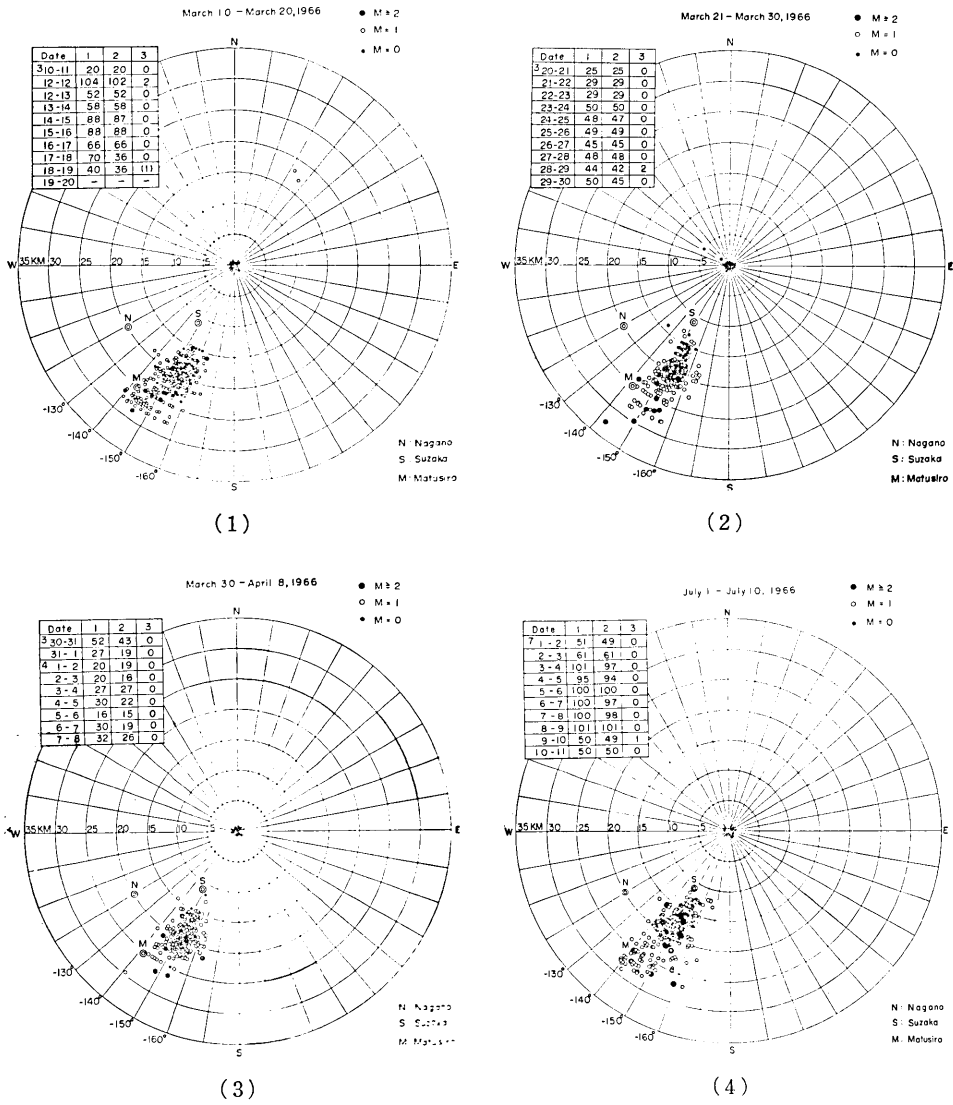 March 10 – March 20, 1966
● M ≧ 2
○ M = 1
• M = 0
Date 1 2 3
3 10-11 20 20 0
12-12 104 102 2
12-13 52 52 0
13-14 58 58 0
14-15 88 87 0
15-16 88 88 0
16-17 66 66 0
17-18 70 36 0
18-19 40 36 (1)
19-20 – – –
N
W 35KM 30 25 20 15 10 5 E
N
S
M
-130°
-140°
-150°
-160°
S
N: Nagano
S: Suzaka
M: Matusiro
(1)
March 21 – March 30, 1966
● M ≧ 2
○ M = 1
• M = 0
Date 1 2 3
3 20-21 25 25 0
21-22 29 29 0
22-23 29 29 0
23-24 50 50 0
24-25 48 47 0
25-26 49 49 0
26-27 45 45 0
27-28 48 48 0
28-29 44 42 2
29-30 50 45 0
N
W 35KM 30 25 20 15 10 5 E
N
S
M
-130°
-140°
-150°
-160°
S
N: Nagano
S: Suzaka
M: Matusiro
(2)
March 30 – April 8, 1966
● M ≧ 2
○ M = 1
• M = 0
Date 1 2 3
3 30-31 52 43 0
31-1 27 19 0
4 1-2 20 19 0
2-3 20 16 0
3-4 27 27 0
4-5 30 22 0
5-6 16 15 0
6-7 30 19 0
7-8 32 26 0
N
W 35KM 30 25 20 15 10 5 E
N
S
M
-130°
-140°
-150°
-160°
S
N: Nagano
S: Suzaka
M: Matusiro
(3)
July 1 – July 10, 1966
● M ≧ 2
○ M = 1
• M = 0
Date 1 2 3
7 1-2 51 49 0
2-3 61 61 0
3-4 101 97 0
4-5 95 94 0
5-6 100 100 0
6-7 100 97 0
7-8 100 98 0
8-9 101 101 0
9-10 50 49 1
10-11 50 50 0
N
W 35KM 30 25 20 15 10 5 E
N
S
M
-130°
-140°
-150°
-160°
S
N: Nagano
S: Suzaka
M: Matusiro
(4)